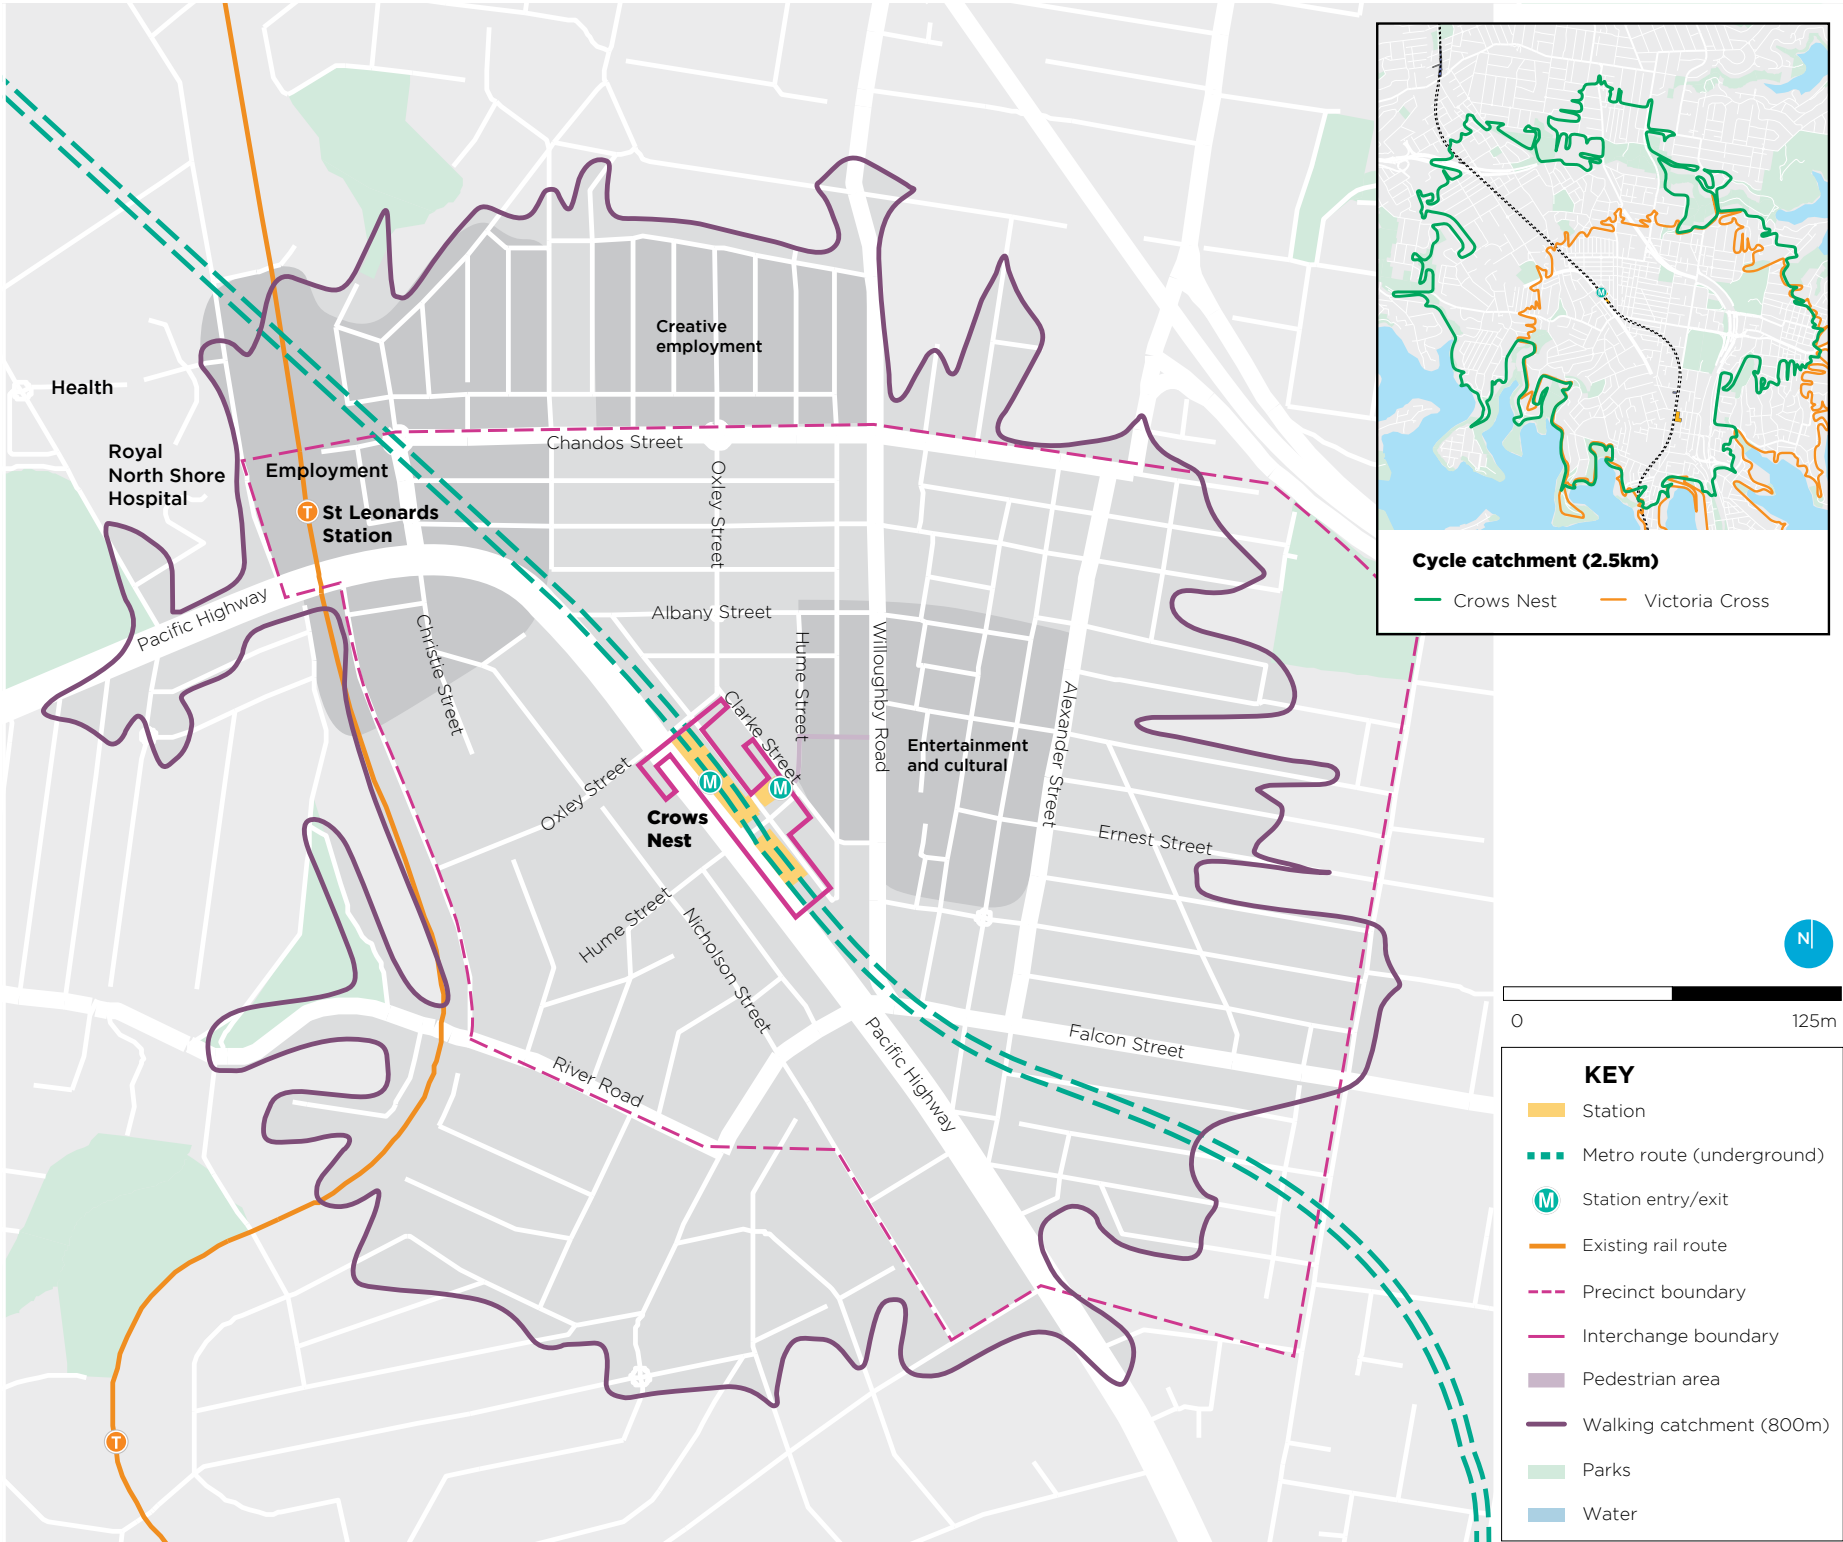 Creative
employment
Health
Royal
North Shore
Hospital
Employment
Chandos Street
T
St Leonards
Station
Oxley Street
Pacific Highway
Albany Street
Christie Street
Hume Street
Willoughby Road
Clarke Street
Alexander Street
Entertainment
and cultural
Oxley Street
M
M
Crows
Nest
Ernest Street
Hume Street
Nicholson Street
Pacific Highway
Falcon Street
River Road
T
M
Cycle catchment (2.5km)
Crows Nest
Victoria Cross
N
0
125m
KEY
Station
Metro route (underground)
M
Station entry/exit
Existing rail route
Precinct boundary
Interchange boundary
Pedestrian area
Walking catchment (800m)
Parks
Water